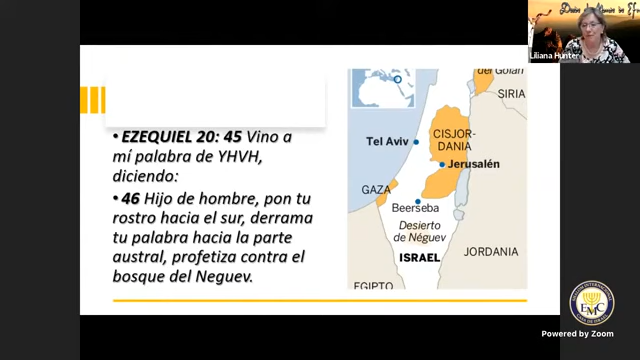 Liliana Hunter
• EZEQUIEL 20: 45 Vino a
mí palabra de YHVH,
diciendo:
• 46 Hijo de hombre, pon tu
rostro hacia el sur, derrama
tu palabra hacia la parte
austral, profetiza contra el
bosque del Neguev.
del Golán
SIRIA
Tel Aviv
CISJOR-
DANIA
Jerusalén
GAZA
Beerseba
Desierto
de Néguev
JORDANIA
ISRAEL
EGIPTO
EMC
Powered by Zoom